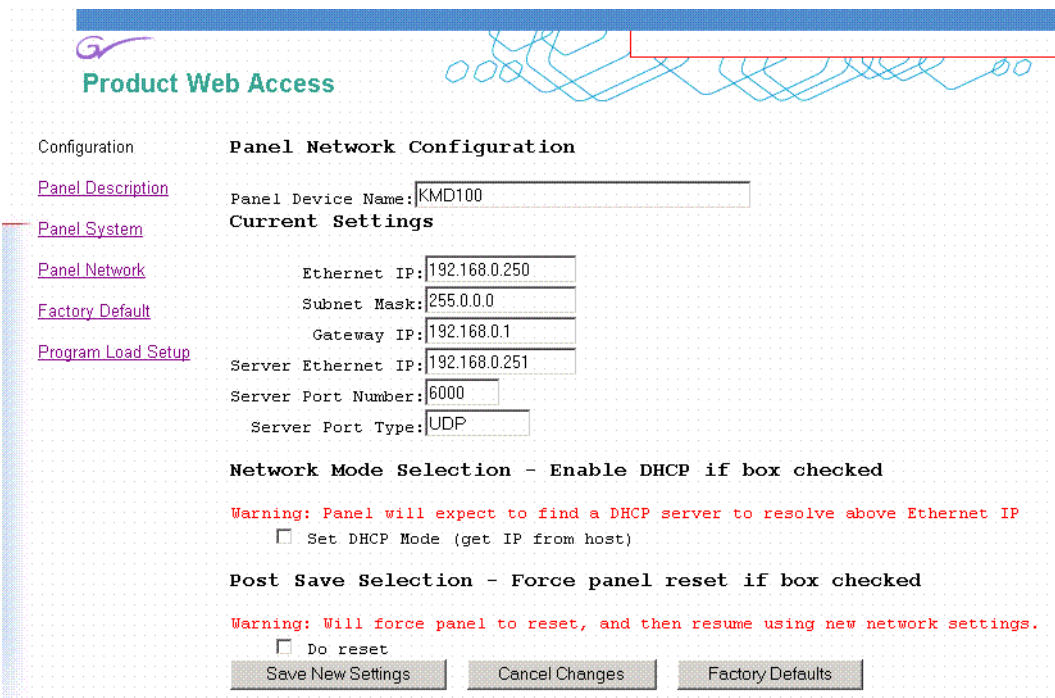 Product Web Access
Configuration
Panel Description
Panel System
Panel Network
Factory Default
Program Load Setup
Panel Network Configuration
Panel Device Name: KMD100
Current Settings
Ethernet IP: 192.168.0.250
Subnet Mask: 255.0.0.0
Gateway IP: 192.168.0.1
Server Ethernet IP: 192.168.0.251
Server Port Number: 6000
Server Port Type: UDP
Network Mode Selection - Enable DHCP if box checked
Warning: Panel will expect to find a DHCP server to resolve above Ethernet IP
Set DHCP Mode (get IP from host)
Post Save Selection - Force panel reset if box checked
Warning: Will force panel to reset, and then resume using new network settings.
Do reset
Save New Settings Cancel Changes Factory Defaults